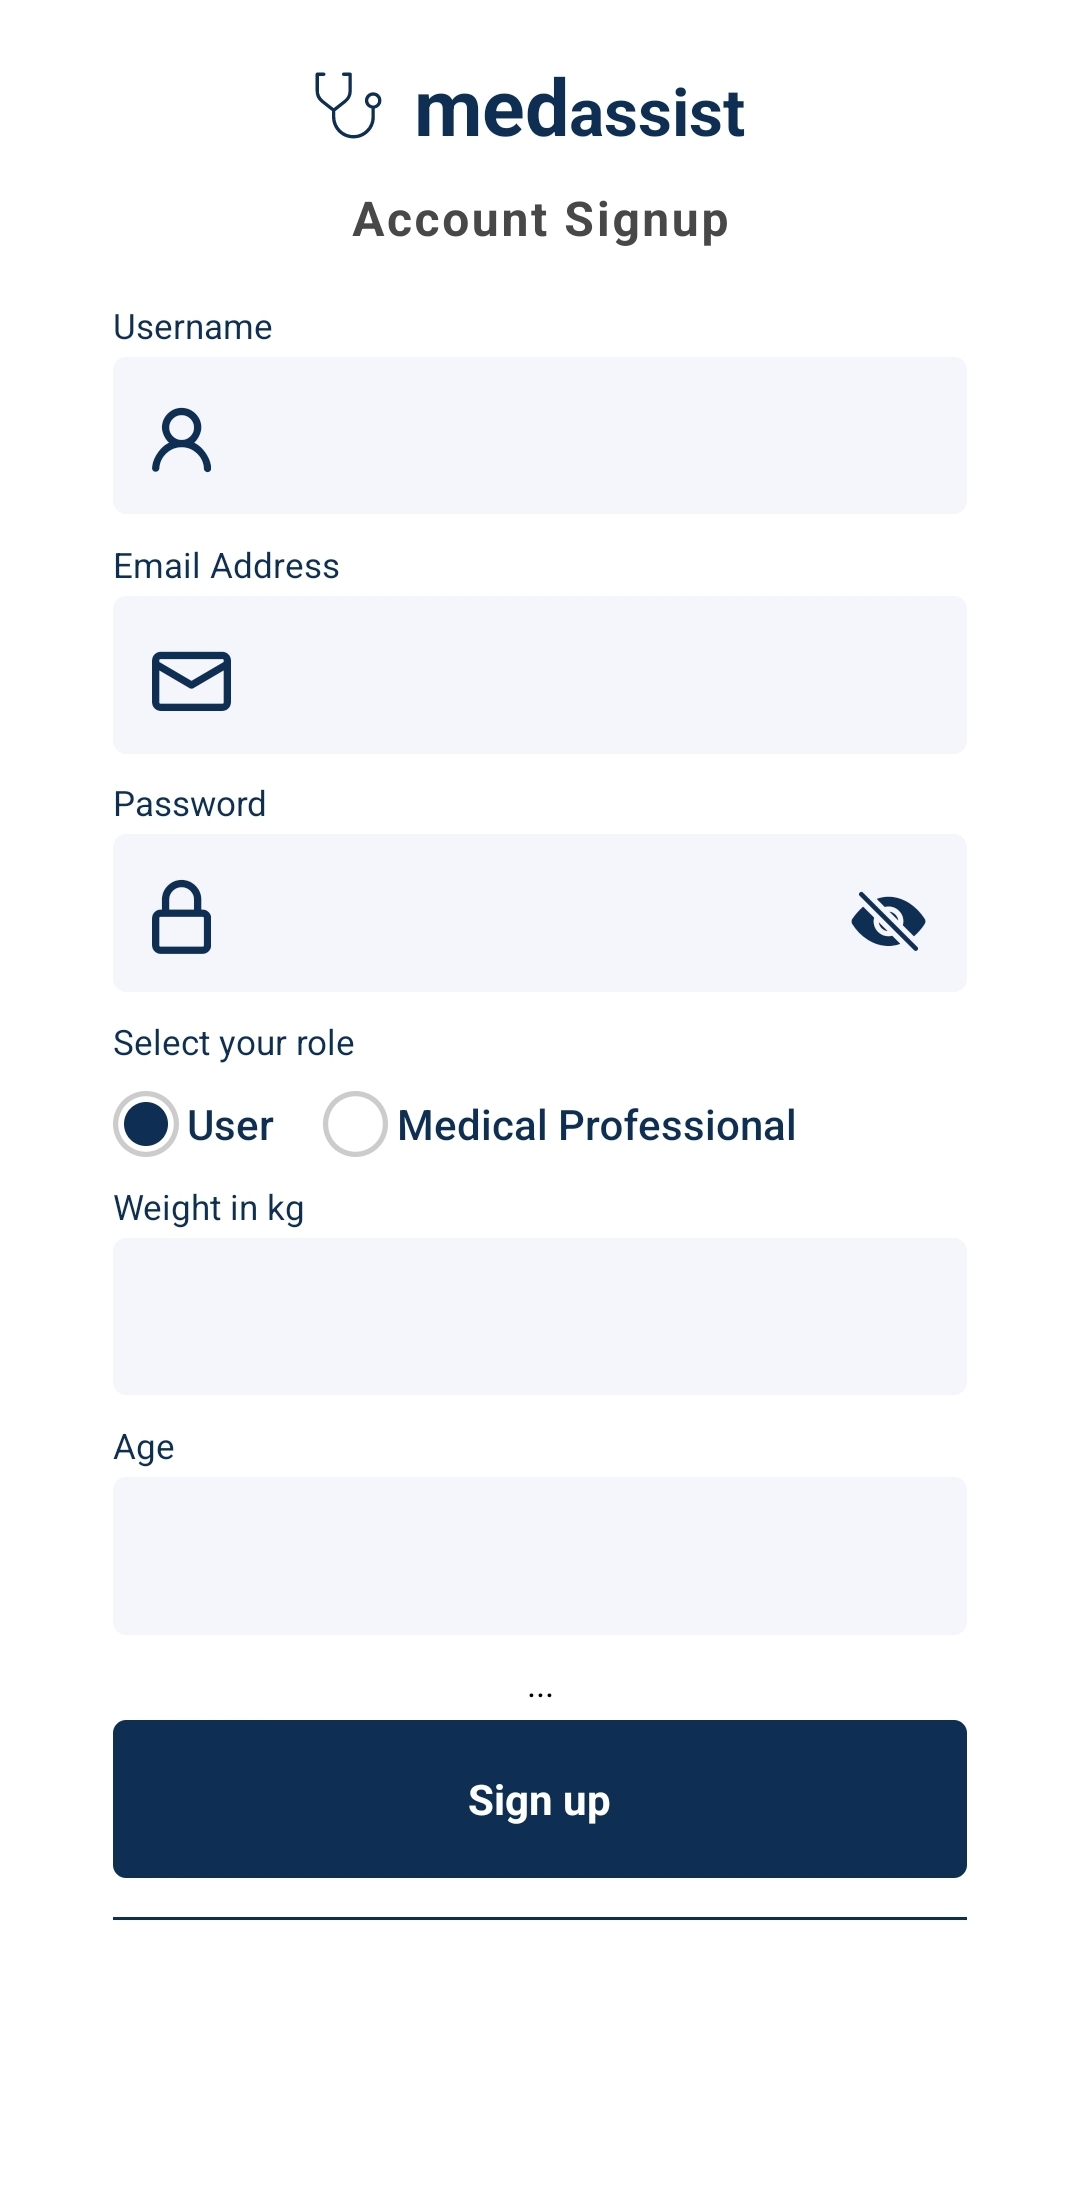 medassist
Account Signup
Username
Email Address
Password
Select your role
User Medical Professional
Weight in kg
Age
...
Sign up